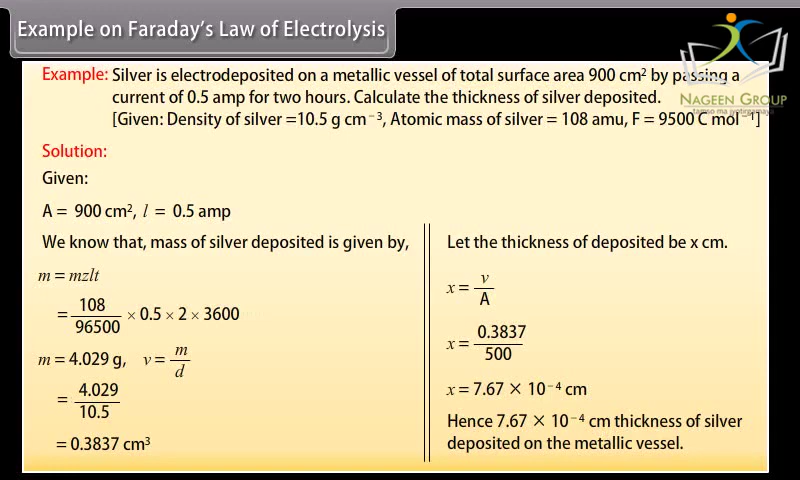 Example on Faraday's Law of Electrolysis
Example: Silver is electrodeposited on a metallic vessel of total surface area 900 cm² by passing a
current of 0.5 amp for two hours. Calculate the thickness of silver deposited.
[Given: Density of silver =10.5 g cm⁻³, Atomic mass of silver = 108 amu, F = 9500 C mol⁻¹]
NAGEEN GROUP
tamso ma jyotirgamaya
Solution:
Given:
A = 900 cm², l = 0.5 amp
We know that, mass of silver deposited is given by,
m = mzlt
= 108/96500 × 0.5 × 2 × 3600
m = 4.029 g, v = m/d
= 4.029/10.5
= 0.3837 cm³
Let the thickness of deposited be x cm.
x = v/A
x = 0.3837/500
x = 7.67 × 10⁻⁴ cm
Hence 7.67 × 10⁻⁴ cm thickness of silver
deposited on the metallic vessel.